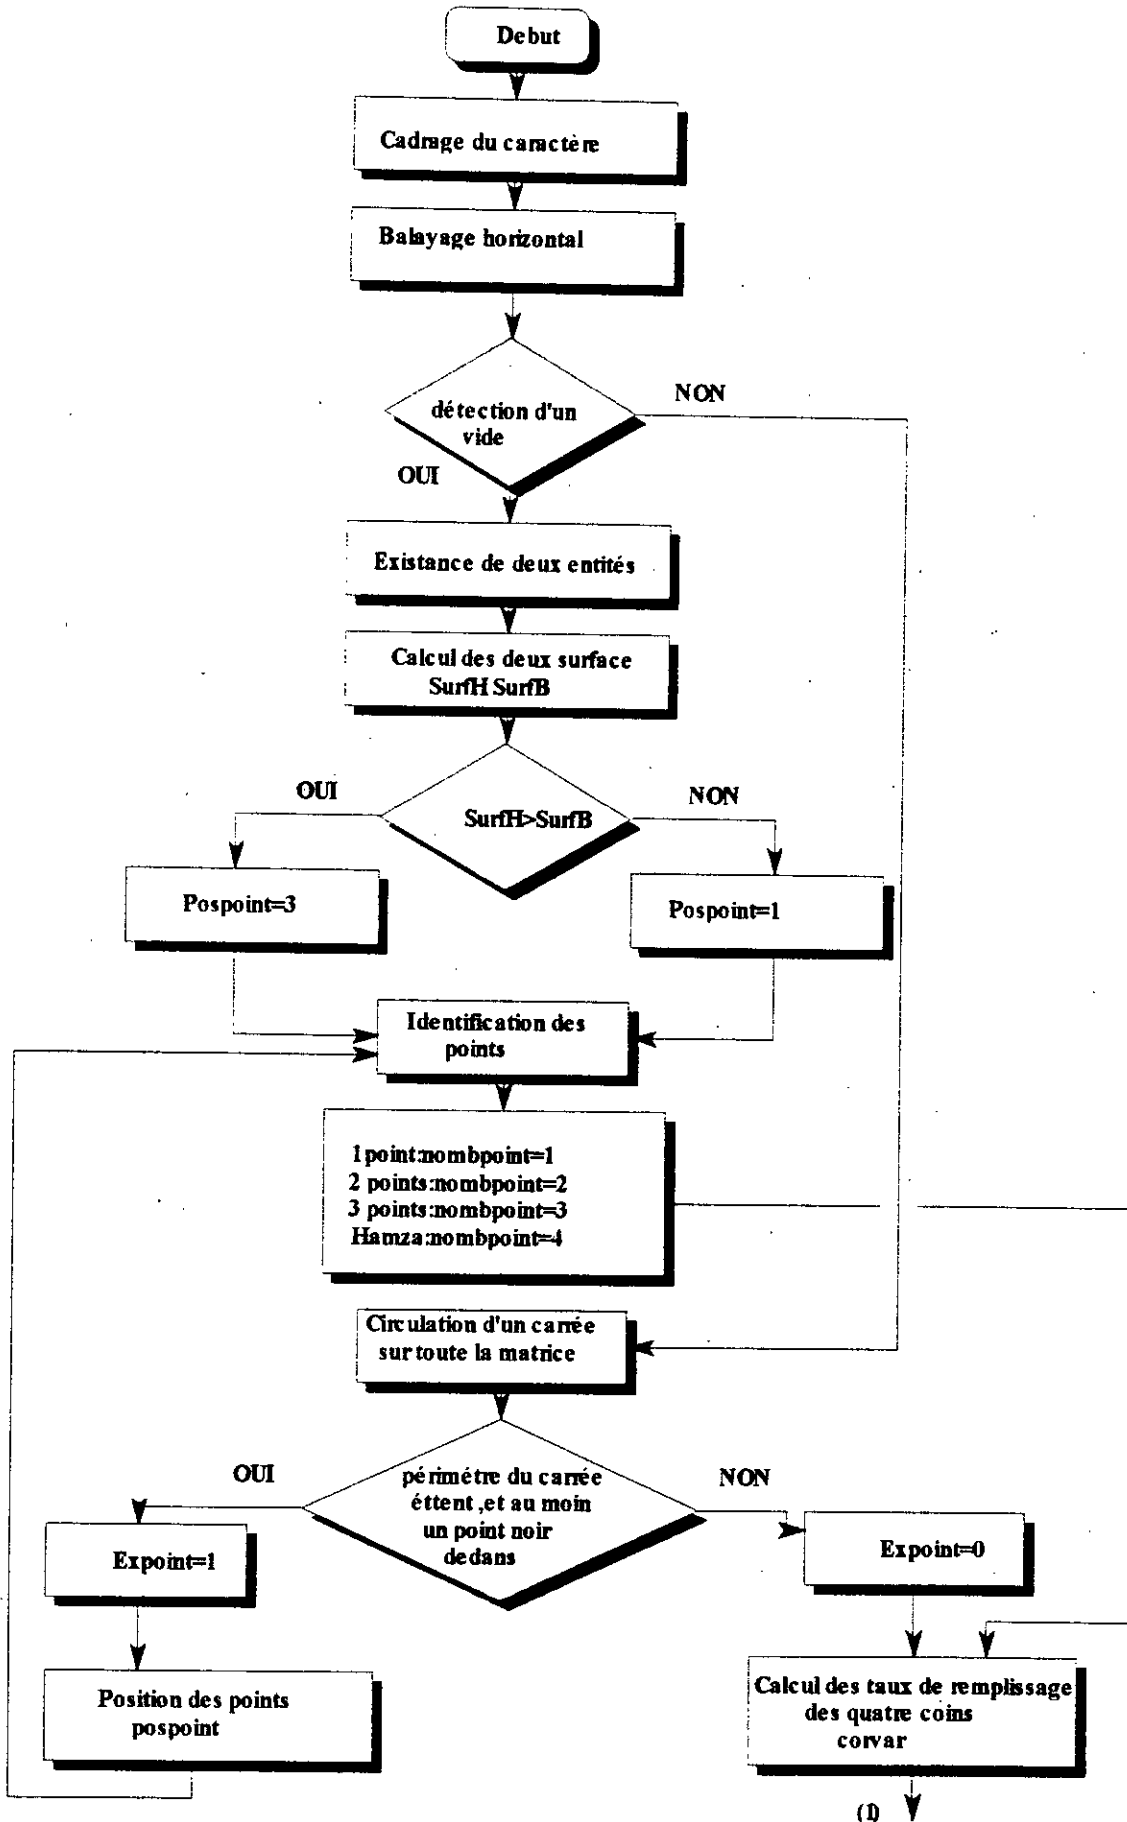 Debut
Cadrage du caractère
Balayage horizontal
détection d'un
vide
NON
OUI
Existance de deux entités
Calcul des deux surface
SurfH SurfB
OUI
SurfH>SurfB
NON
Pospoint=3
Pospoint=1
Identification des
points
1 point:nombpoint=1
2 points:nombpoint=2
3 points:nombpoint=3
Hamza:nombpoint=4
Circulation d'un carrée
sur toute la matrice
OUI
périmétre du carrée
éttent ,et au moin
un point noir
dedans
NON
Expoint=1
Expoint=0
Position des points
pospoint
Calcul des taux de remplissage
des quatre coins
corvar
(1)